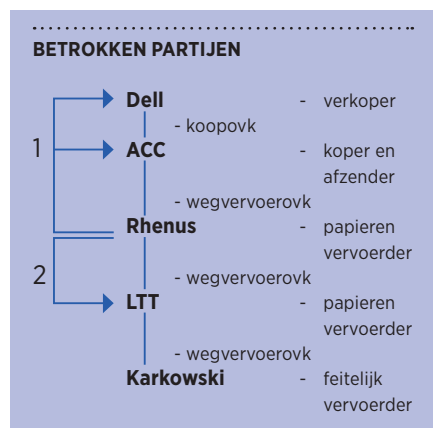 BETROKKEN PARTIJEN
Dell - verkoper
- koopovk
1 ACC - koper en
afzender
- wegvervoerovk
Rhenus - papieren
vervoerder
- wegvervoerovk
2
LTT - papieren
vervoerder
- wegvervoerovk
Karkowski - feitelijk
vervoerder